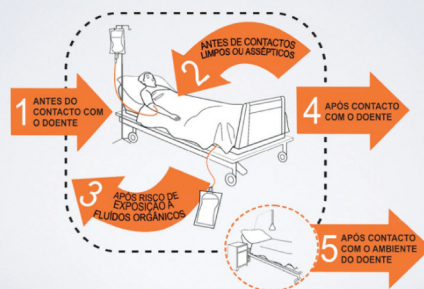 1 ANTES DO
CONTACTO COM
O DOENTE
2 ANTES DE CONTACTOS
LIMPOS OU ASSÉPTICOS
3 APÓS RISCO DE
EXPOSIÇÃO A
FLUÍDOS ORGÂNICOS
4 APÓS CONTACTO
COM O DOENTE
5 APÓS CONTACTO
COM O AMBIENTE
DO DOENTE